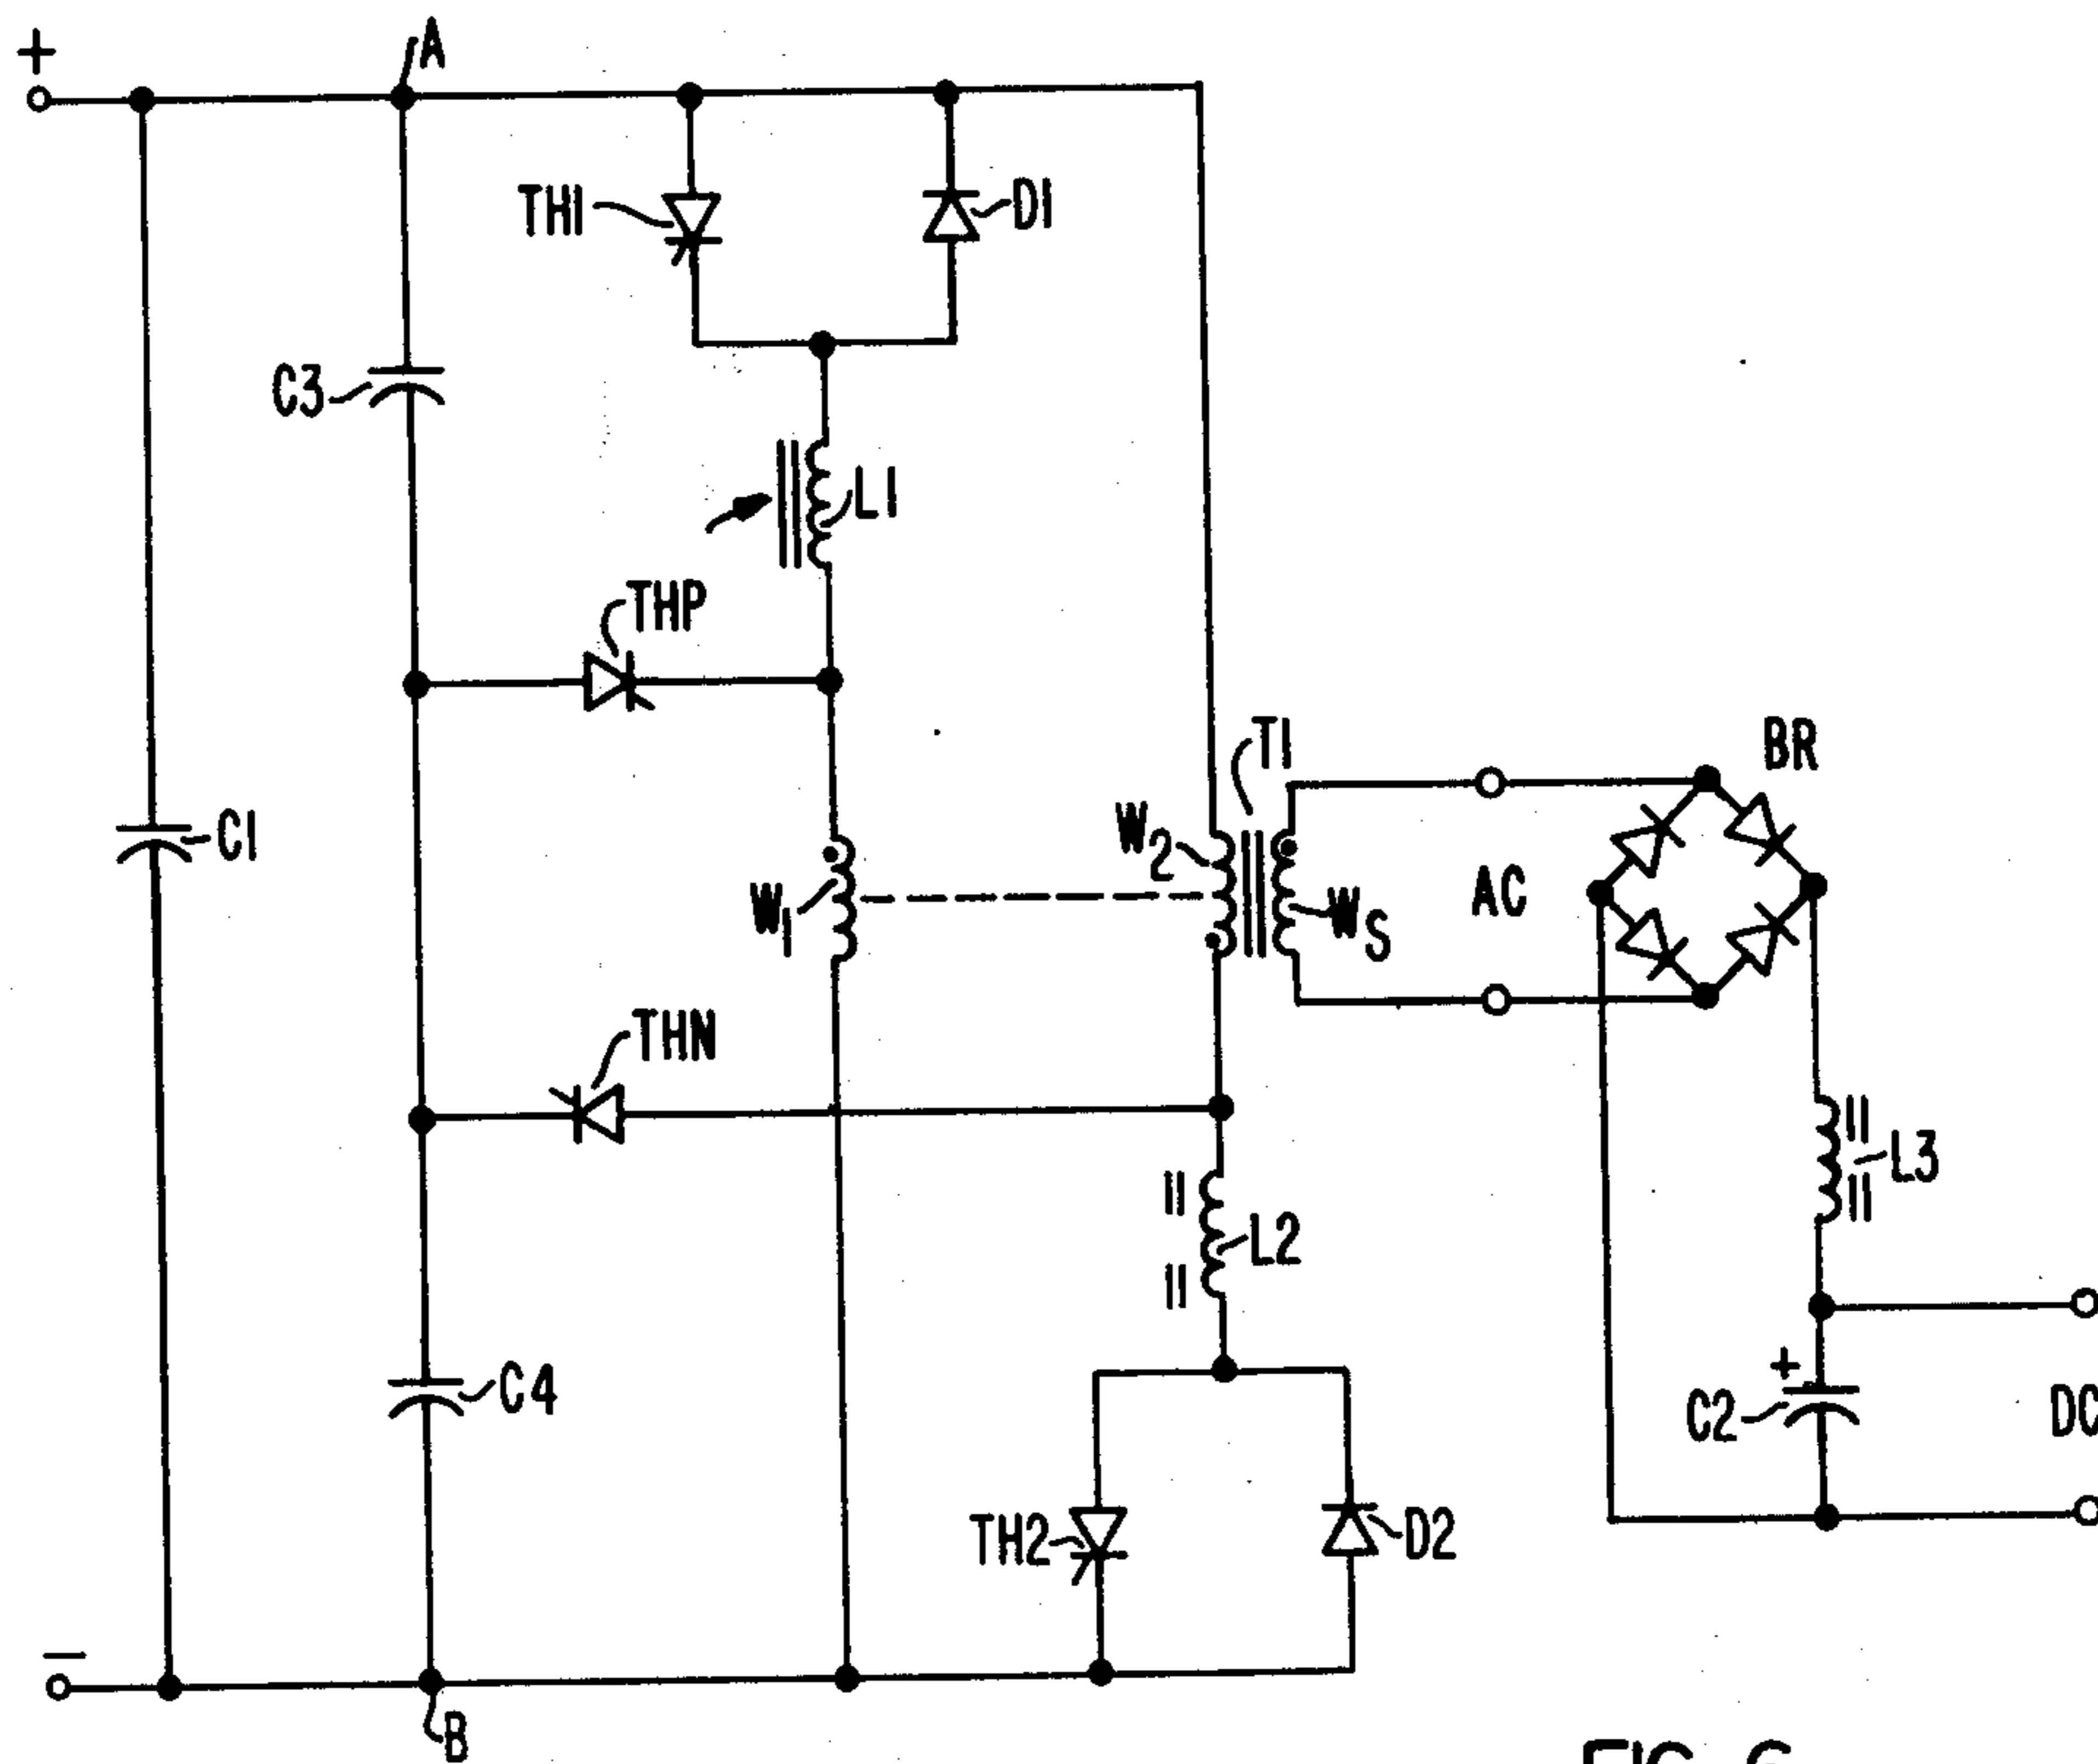 +
A
TH1
D1
C3
L1
THP
T1
BR
C1
W2
W1
AC
WS
THN
L3
L2
+
C4
C2
DC
TH2
D2
−
B